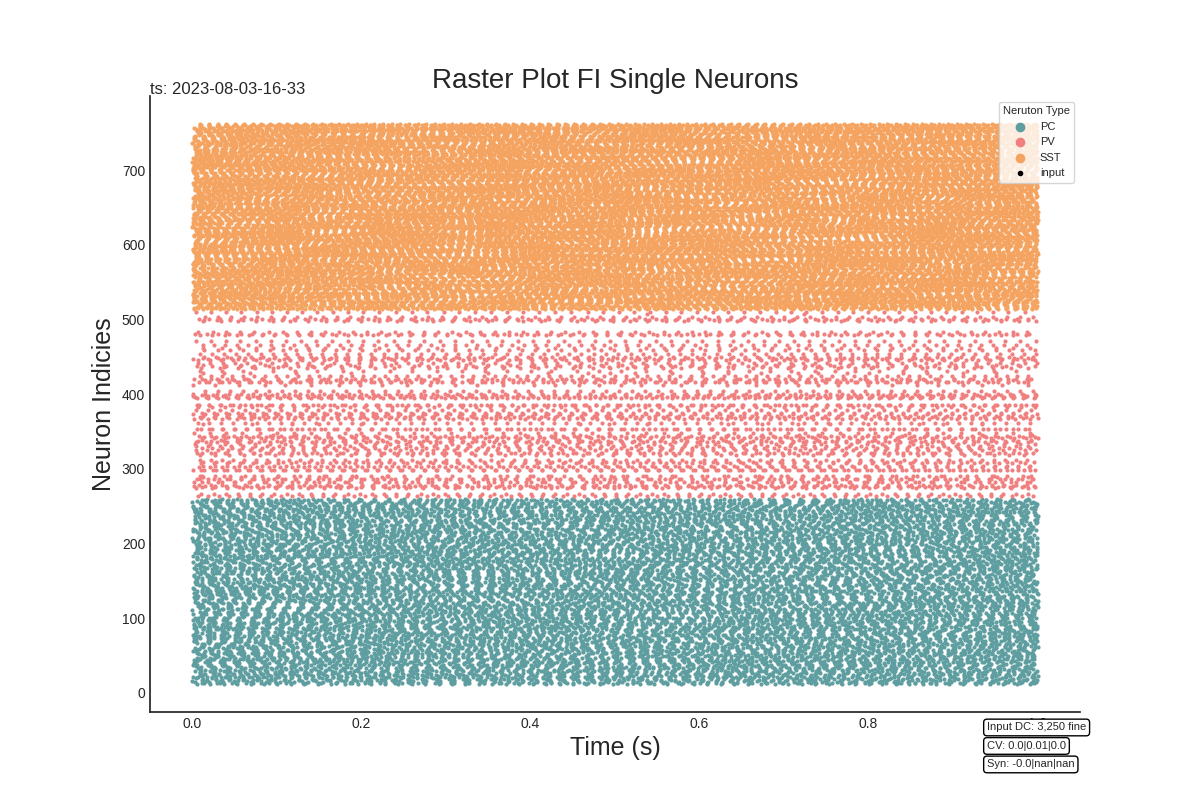 Raster Plot FI Single Neurons
ts: 2023-08-03-16-33
Neruton Type
PC
PV
SST
input
Neuron Indicies
700
600
500
400
300
200
100
0
0.0
0.2
0.4
0.6
0.8
Time (s)
Input DC: 3,250 fine
CV: 0.0|0.01|0.0
Syn: -0.0|nan|nan